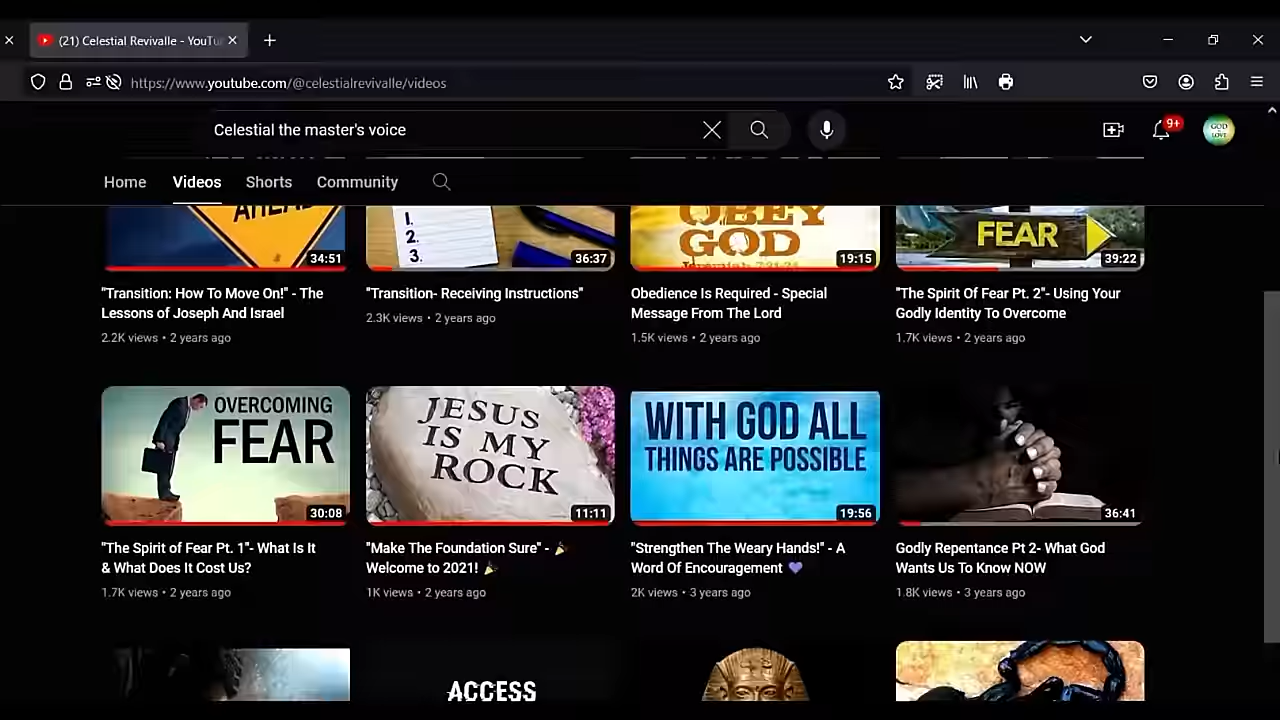 (21) Celestial Revivalle - YouTu
https://www.youtube.com/@celestialrevivalle/videos
Celestial the master's voice
9+
GOD
LOVE
Home Videos Shorts Community
AHEAD
34:51
1.
2.
3.
36:37
OBEY
GOD
Jeremiah 7:21-24
19:15
FEAR
39:22
"Transition: How To Move On!" - The
Lessons of Joseph And Israel
2.2K views • 2 years ago
"Transition- Receiving Instructions"
2.3K views • 2 years ago
Obedience Is Required - Special
Message From The Lord
1.5K views • 2 years ago
"The Spirit Of Fear Pt. 2"- Using Your
Godly Identity To Overcome
1.7K views • 2 years ago
OVERCOMING
FEAR
30:08
JESUS
IS MY
ROCK
11:11
WITH GOD ALL
THINGS ARE POSSIBLE
19:56
36:41
"The Spirit of Fear Pt. 1"- What Is It
& What Does It Cost Us?
1.7K views • 2 years ago
"Make The Foundation Sure" - 🎉
Welcome to 2021! 🎉
1K views • 2 years ago
"Strengthen The Weary Hands!" - A
Word Of Encouragement 💜
2K views • 3 years ago
Godly Repentance Pt 2- What God
Wants Us To Know NOW
1.8K views • 3 years ago
ACCESS